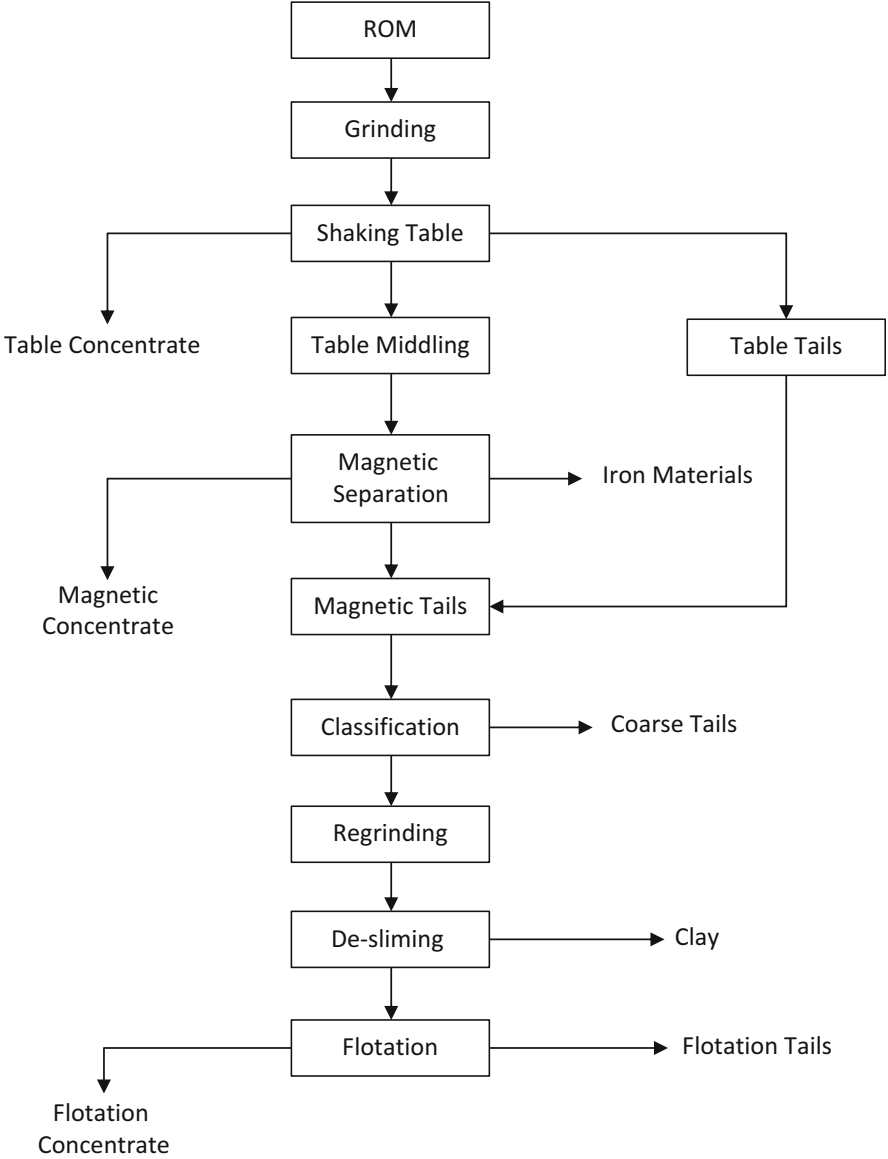 ROM
Grinding
Shaking Table
Table Concentrate
Table Middling
Table Tails
Magnetic
Separation
Iron Materials
Magnetic
Concentrate
Magnetic Tails
Classification
Coarse Tails
Regrinding
De-sliming
Clay
Flotation
Flotation Tails
Flotation
Concentrate